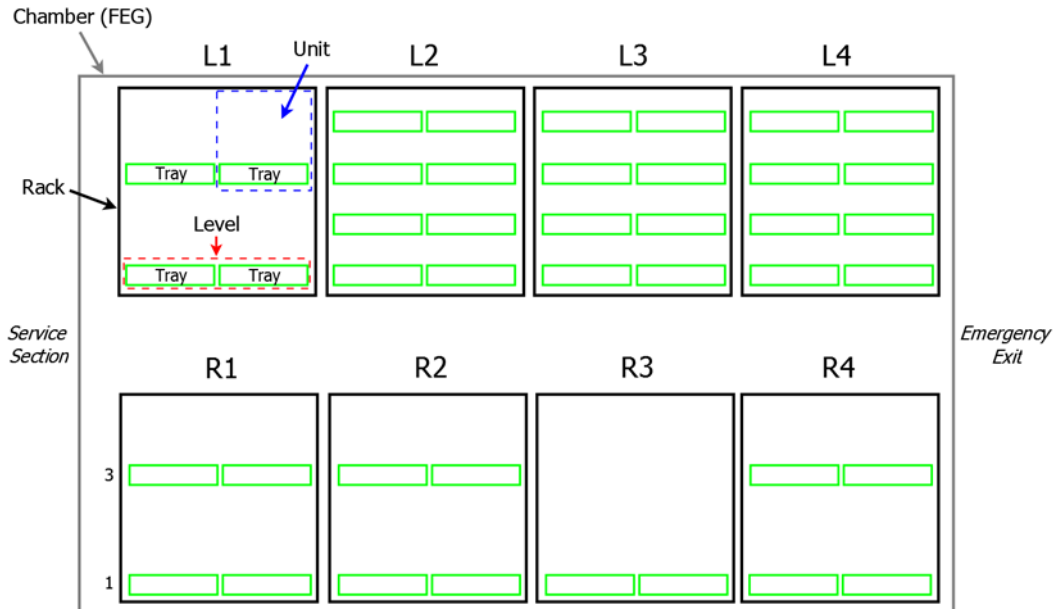 Chamber (FEG)
L1
Unit
L2
L3
L4
Tray
Tray
Rack
Level
Tray
Tray
Service
Section
Emergency
Exit
R1
R2
R3
R4
3
1